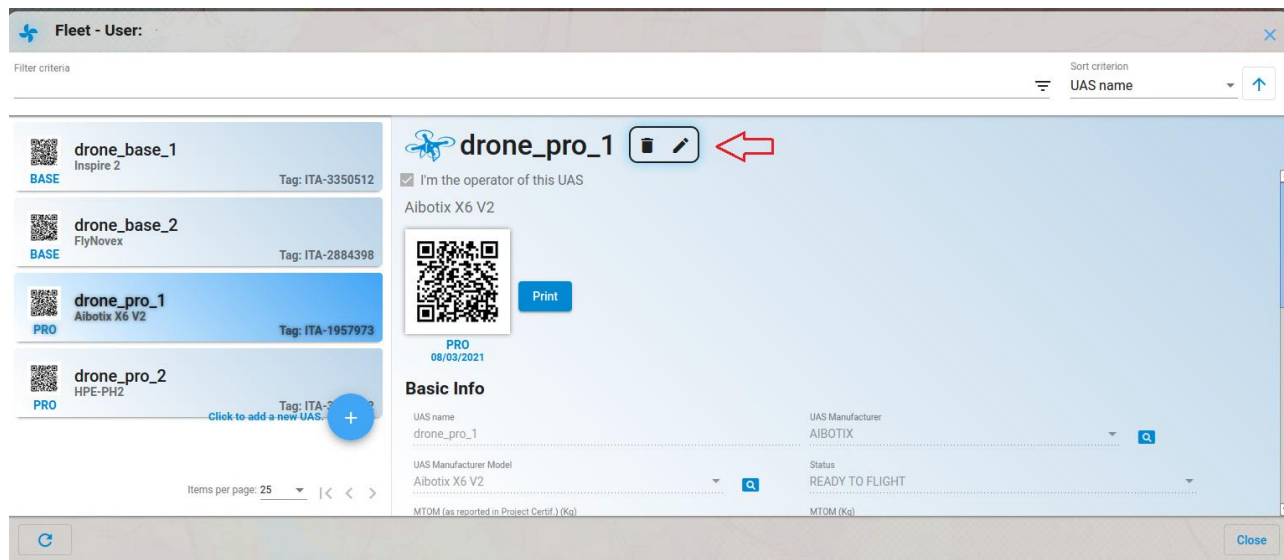 Fleet - User:
Filter criteria
Sort criterion
UAS name
drone_base_1
Inspire 2
BASE
Tag: ITA-3350512
drone_base_2
FlyNovex
BASE
Tag: ITA-2884398
drone_pro_1
Aibotix X6 V2
PRO
Tag: ITA-1957973
drone_pro_2
HPE-PH2
PRO
Tag:
Click to add a new UAS.
Items per page: 25
drone_pro_1
I'm the operator of this UAS
Aibotix X6 V2
Print
PRO
08/03/2021
Basic Info
UAS name
drone_pro_1
UAS Manufacturer
AIBOTIX
UAS Manufacturer Model
Aibotix X6 V2
Status
READY TO FLIGHT
MTOM (as reported in Project Certif.) (Kg)
MTOM (Kg)
Close